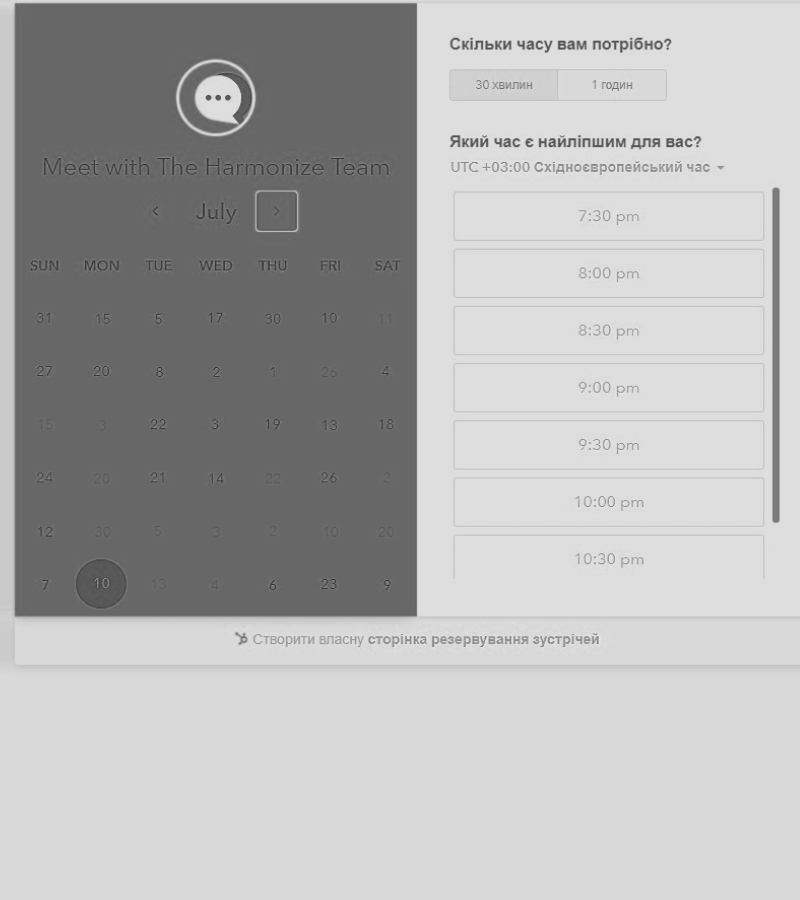 Meet with The Harmonize Team
July
SUN MON TUE WED THU FRI SAT
31 15 5 17 30 10 11
27 20 8 2 1 26 4
15 3 22 3 19 13 18
24 20 21 14 22 26 2
12 30 5 3 2 10 20
7 10 13 4 6 23 9
Скільки часу вам потрібно?
30 хвилин 1 годин
Який час є найліпшим для вас?
UTC +03:00 Східноєвропейський час
7:30 pm
8:00 pm
8:30 pm
9:00 pm
9:30 pm
10:00 pm
10:30 pm
Створити власну сторінка резервування зустрічей